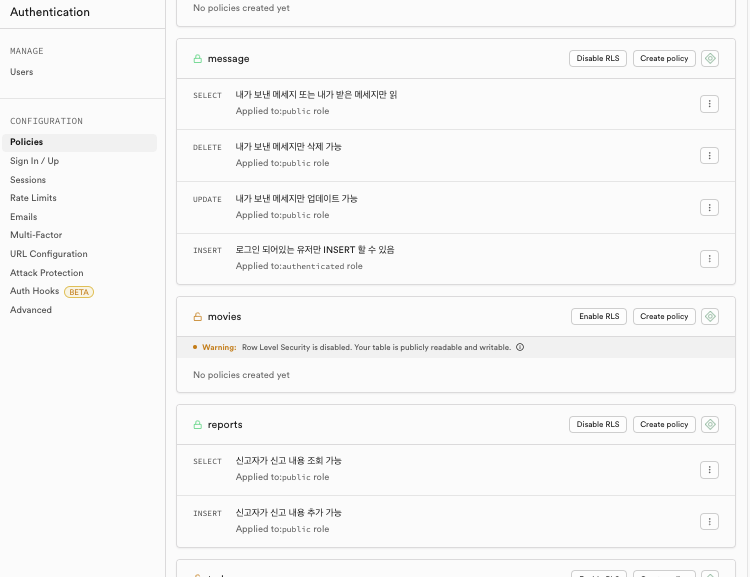 Authentication
MANAGE
Users
CONFIGURATION
Policies
Sign In / Up
Sessions
Rate Limits
Emails
Multi-Factor
URL Configuration
Attack Protection
Auth Hooks BETA
Advanced
No policies created yet
message Disable RLS Create policy
SELECT 내가 보낸 메세지 또는 내가 받은 메세지만 읽
Applied to:public role
DELETE 내가 보낸 메세지만 삭제 가능
Applied to:public role
UPDATE 내가 보낸 메세지만 업데이트 가능
Applied to:public role
INSERT 로그인 되어있는 유저만 INSERT 할 수 있음
Applied to:authenticated role
movies Enable RLS Create policy
Warning: Row Level Security is disabled. Your table is publicly readable and writable.
No policies created yet
reports Disable RLS Create policy
SELECT 신고자가 신고 내용 조회 가능
Applied to:public role
INSERT 신고자가 신고 내용 추가 가능
Applied to:public role